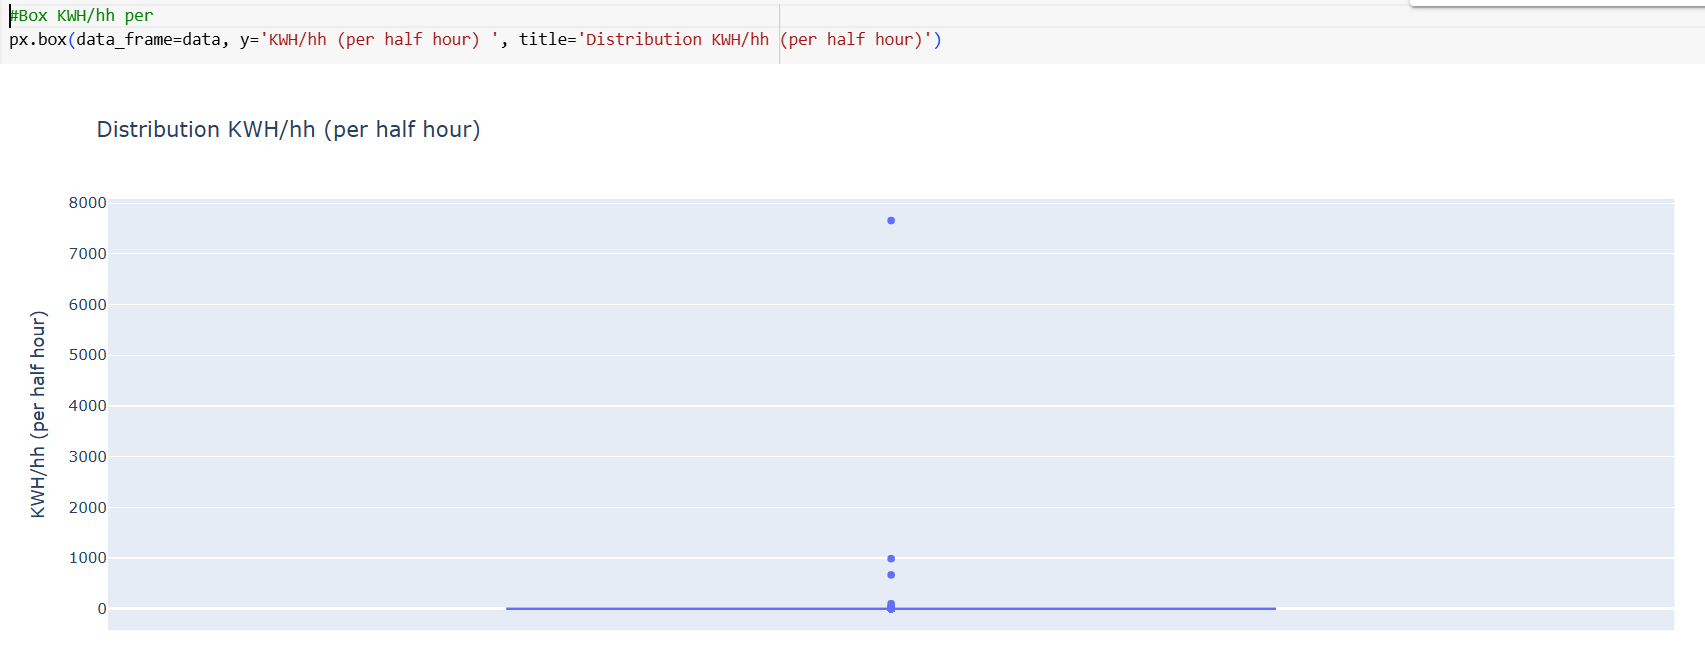 #Box KWH/hh per
px.box(data_frame=data, y='KWH/hh (per half hour) ', title='Distribution KWH/hh (per half hour)')
Distribution KWH/hh (per half hour)
8000
7000
6000
5000
4000
3000
2000
1000
0
KWH/hh (per half hour)